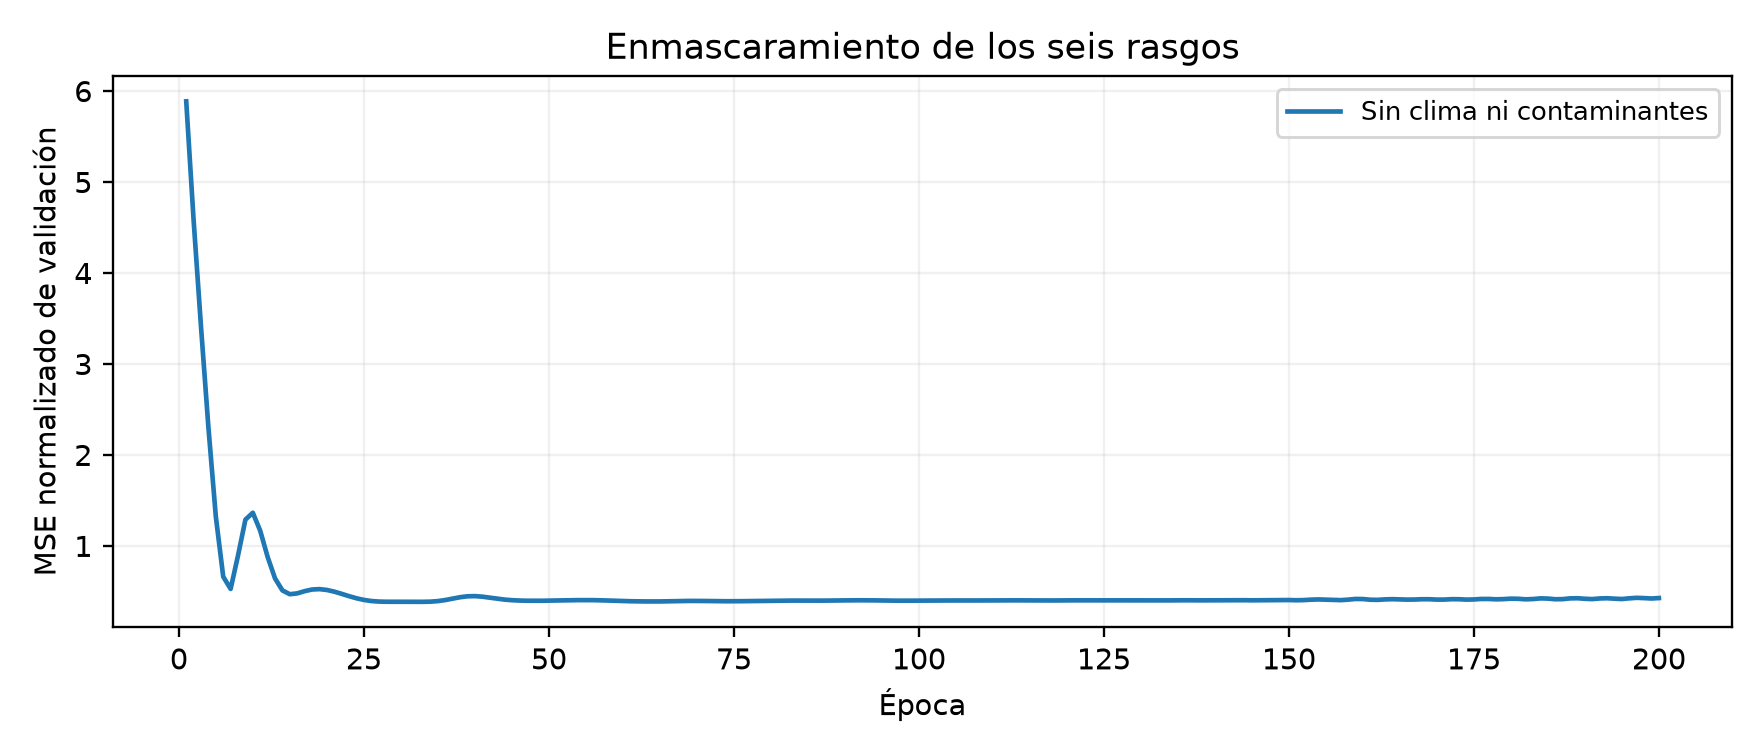 Enmascaramiento de los seis rasgos
Sin clima ni contaminantes
MSE normalizado de validación
6
5
4
3
2
1
0 25 50 75 100 125 150 175 200
Época